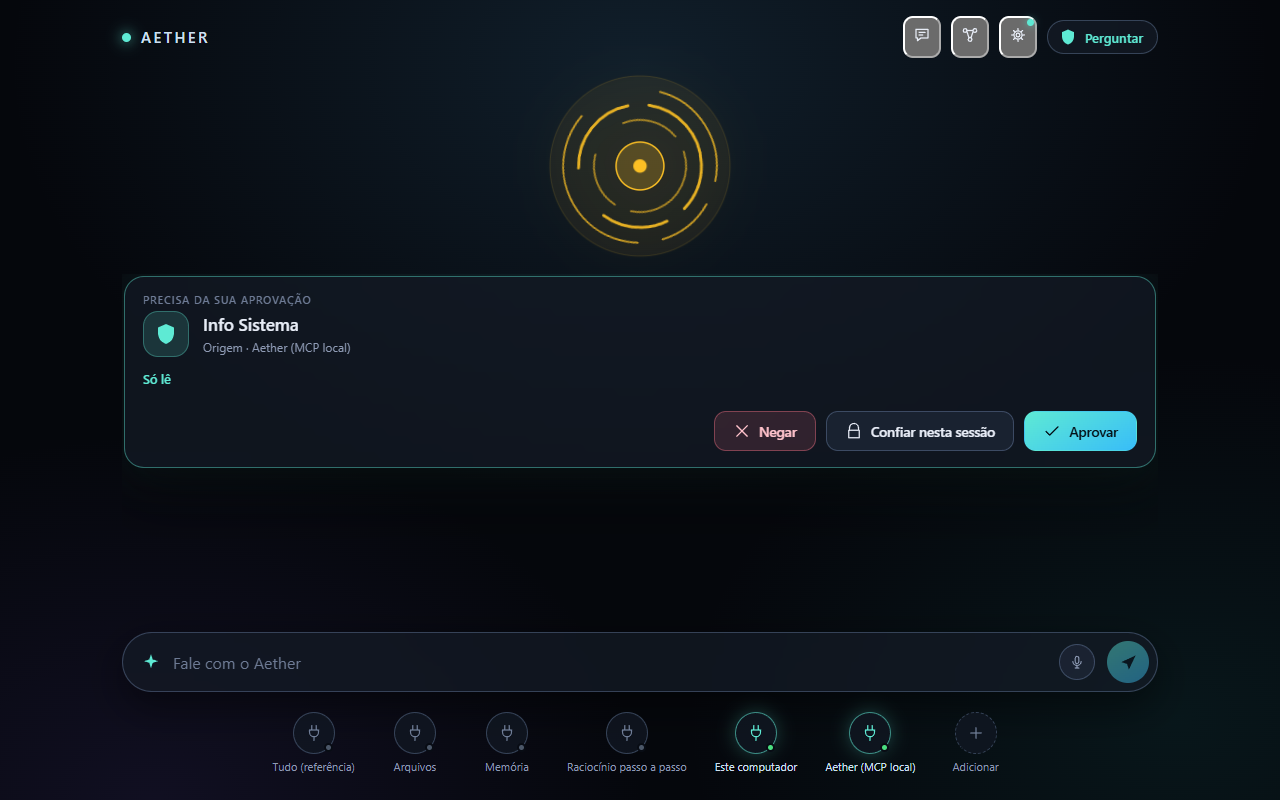 AETHER
Perguntar
PRECISA DA SUA APROVAÇÃO
Info Sistema
Origem · Aether (MCP local)
Só lê
Negar
Confiar nesta sessão
Aprovar
Fale com o Aether
Tudo (referência)
Arquivos
Memória
Raciocínio passo a passo
Este computador
Aether (MCP local)
Adicionar